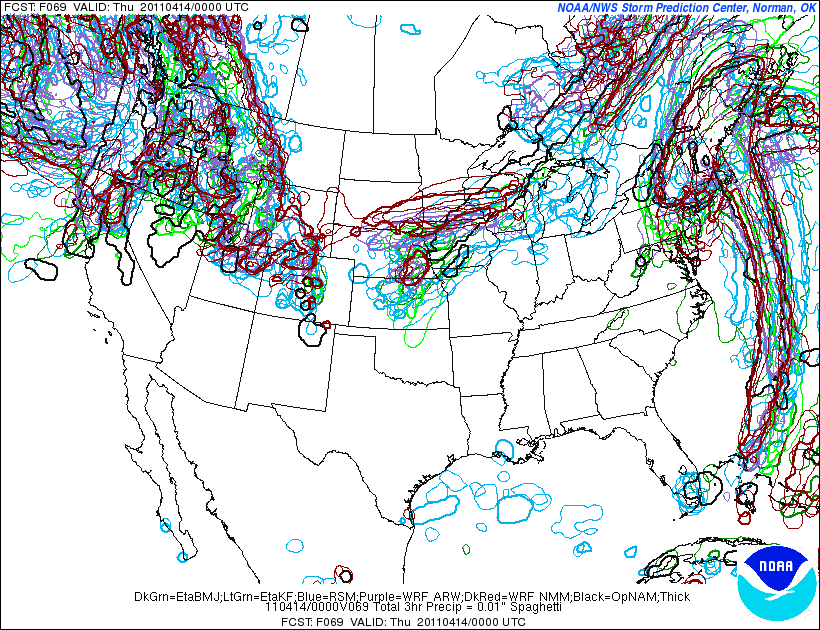 FCST: F069 VALID: Thu 20110414/0000 UTC
NOAA/NWS Storm Prediction Center, Norman, OK
NOAA
DkGrn=EtaBMJ;LtGrn=EtaKF;Blue=RSM;Purple=WRF ARW;DkRed=WRF NMM;Black=OpNAM;Thick
110414/0000V069 Total 3hr Precip = 0.01" Spaghetti
FCST: F069 VALID: Thu 20110414/0000 UTC